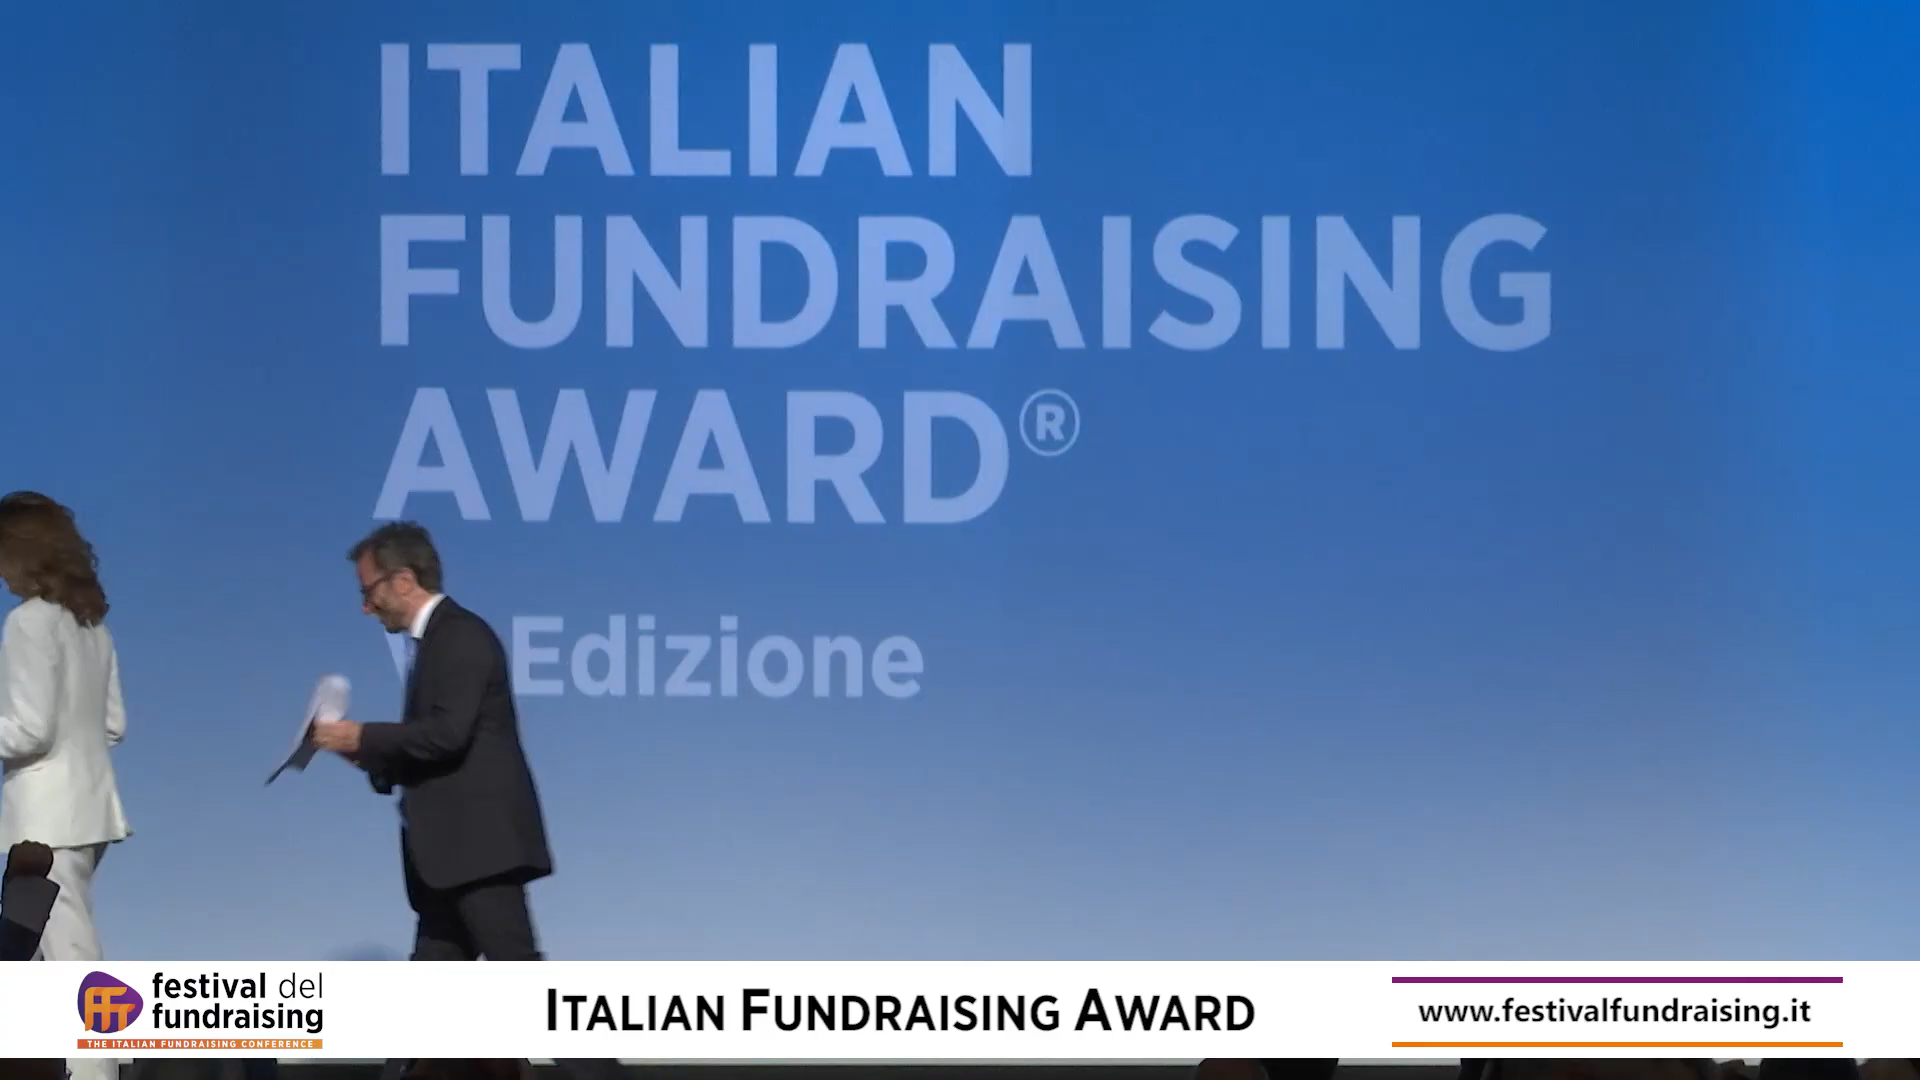 ITALIAN
FUNDRAISING
AWARD®
Edizione
festival del
fundraising
THE ITALIAN FUNDRAISING CONFERENCE
ITALIAN FUNDRAISING AWARD
www.festivalfundraising.it